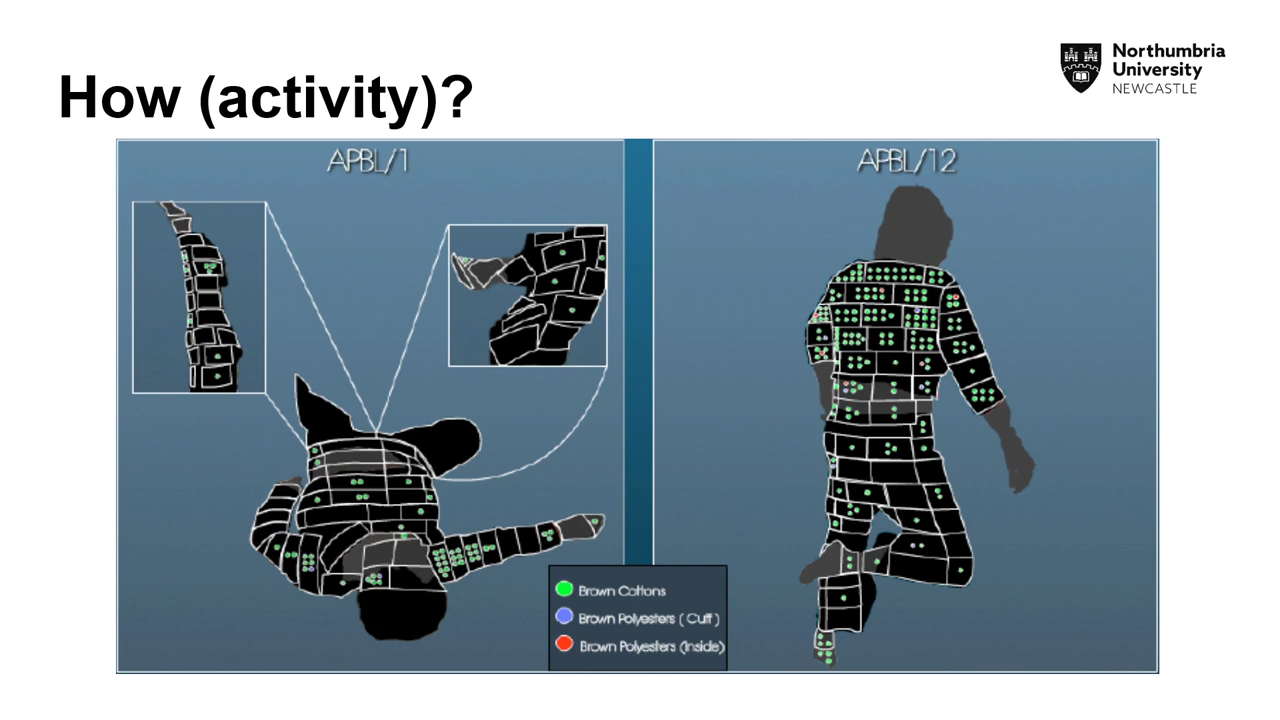 How (activity)?
Northumbria
University
NEWCASTLE
APBL/1
APBL/12
Brown Cottons
Brown Polyesters ( Cuff )
Brown Polyesters (Inside)